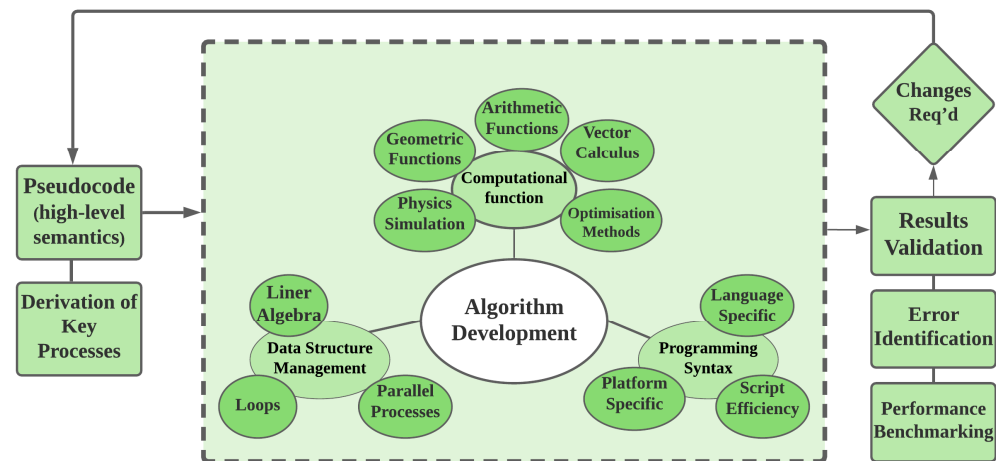 Pseudocode
(high-level
semantics)
Derivation of
Key
Processes
Arithmetic
Functions
Geometric
Functions
Vector
Calculus
Computational
function
Physics
Simulation
Optimisation
Methods
Algorithm
Development
Liner
Algebra
Data Structure
Management
Loops
Parallel
Processes
Language
Specific
Programming
Syntax
Platform
Specific
Script
Efficiency
Changes
Req’d
Results
Validation
Error
Identification
Performance
Benchmarking